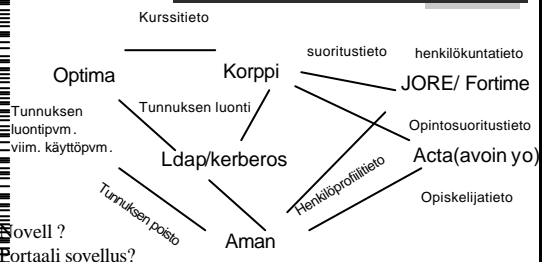 Kurssitieto
suoritustieto
henkilökuntatieto
Optima
Korppi
JORE/ Fortime
Tunnuksen
luontipvm.
viim. käyttöpvm.
Tunnuksen luonti
Opintosuoritustieto
Ldap/kerberos
Acta(avoin yo)
Tunnuksen poisto
Henkilöprofiilitieto
Opiskelijatieto
Novell ?
Aman
Portaali sovellus?